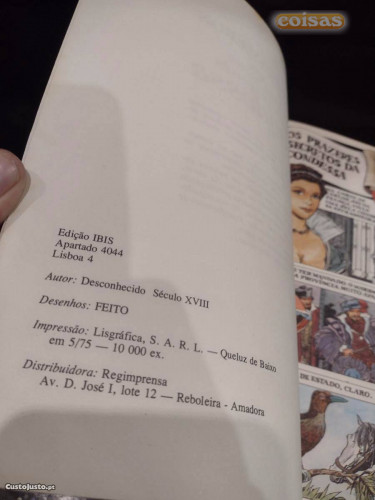 coisas
Edição IBIS
Apartado 4044
Lisboa 4
Autor: Desconhecido Século XVIII
Desenhos: FEITO
Impressão: Lisgráfica, S. A. R. L. — Queluz de Baixo
em 5/75 — 10 000 ex.
Distribuidora: Regimprensa
Av. D. José I, lote 12 — Reboleira - Amadora
OS PRAZERES
SECRETOS DA
CONDESSA
DE ESTADO, CLARO.
CustoJusto.pt